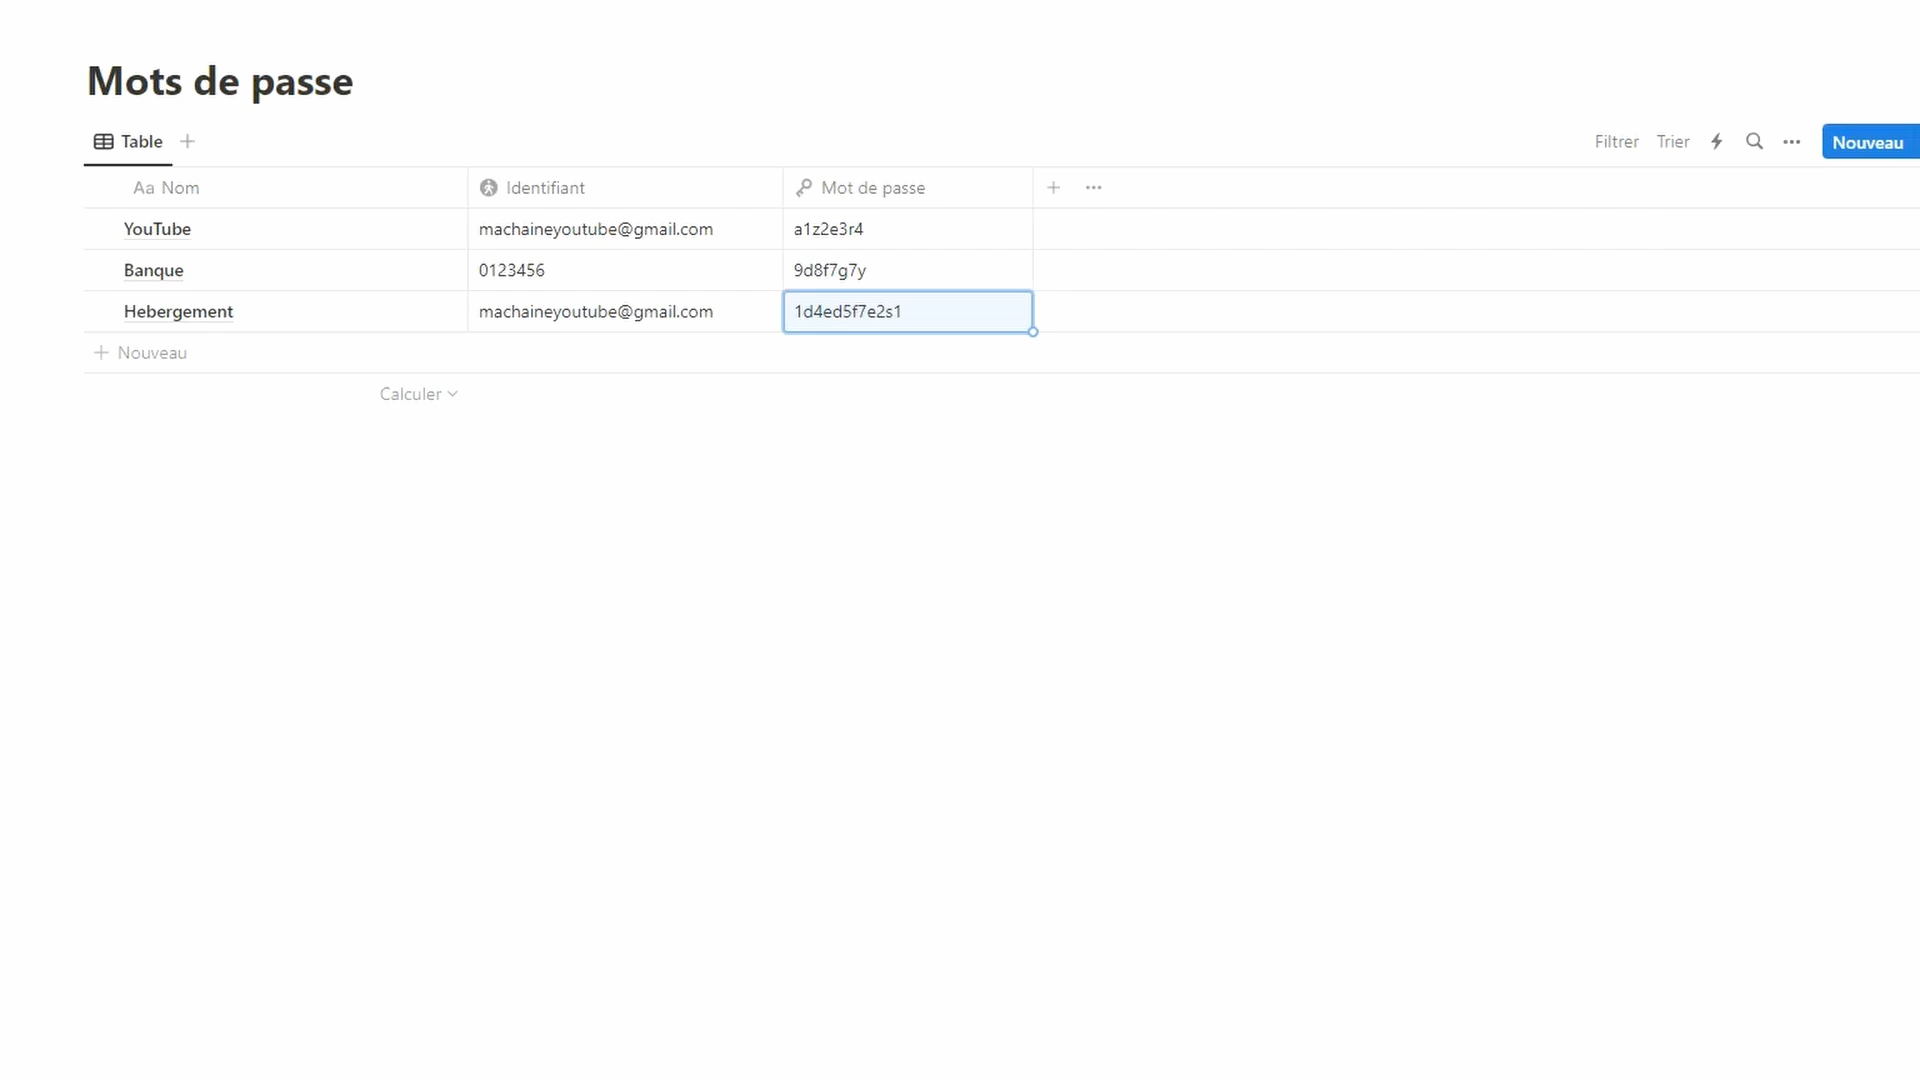 Mots de passe
Table
Filtrer Trier Nouveau
Aa Nom Identifiant Mot de passe
YouTube machaineyoutube@gmail.com a1z2e3r4
Banque 0123456 9d8f7g7y
Hebergement machaineyoutube@gmail.com 1d4ed5f7e2s1
Nouveau
Calculer